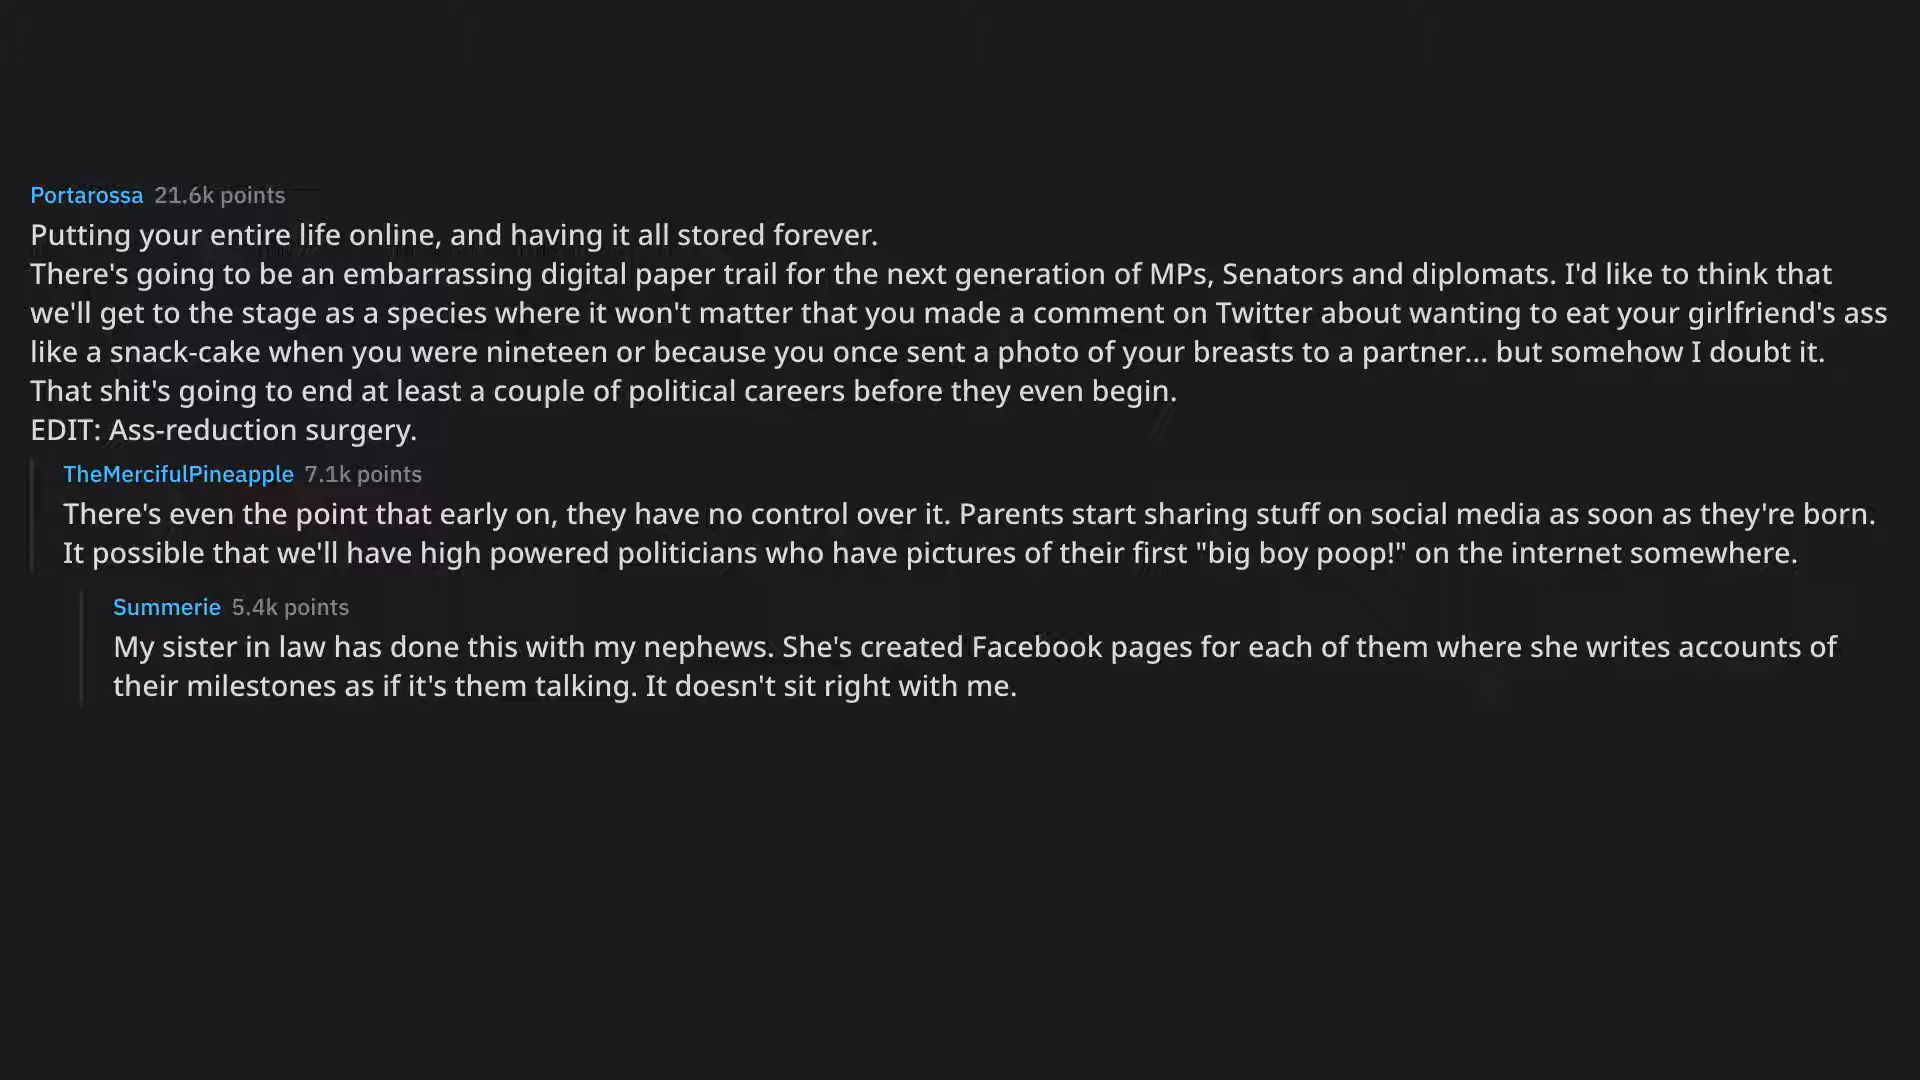 Portarossa 21.6k points
Putting your entire life online, and having it all stored forever.
There's going to be an embarrassing digital paper trail for the next generation of MPs, Senators and diplomats. I'd like to think that
we'll get to the stage as a species where it won't matter that you made a comment on Twitter about wanting to eat your girlfriend's ass
like a snack-cake when you were nineteen or because you once sent a photo of your breasts to a partner... but somehow I doubt it.
That shit's going to end at least a couple of political careers before they even begin.
EDIT: Ass-reduction surgery.
TheMercifulPineapple 7.1k points
There's even the point that early on, they have no control over it. Parents start sharing stuff on social media as soon as they're born.
It possible that we'll have high powered politicians who have pictures of their first "big boy poop!" on the internet somewhere.
Summerie 5.4k points
My sister in law has done this with my nephews. She's created Facebook pages for each of them where she writes accounts of
their milestones as if it's them talking. It doesn't sit right with me.